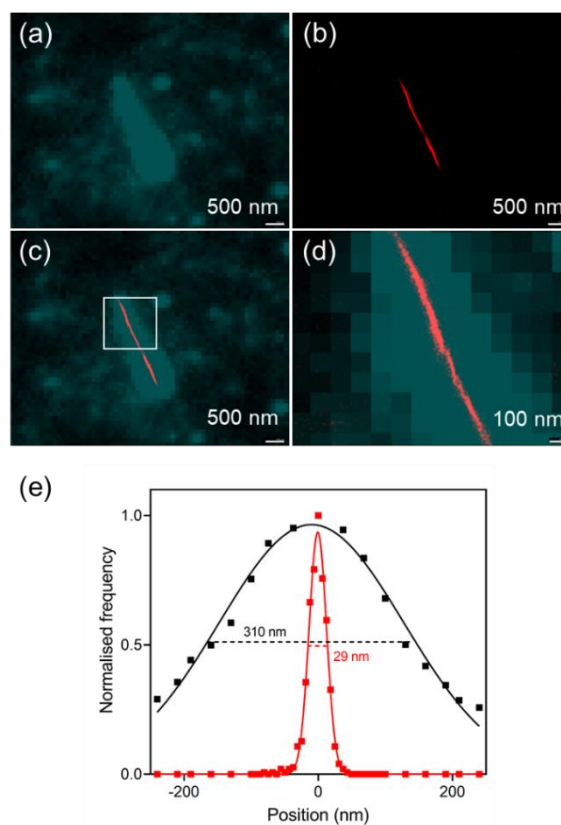 (a)
500 nm
(b)
500 nm
(c)
500 nm
(d)
100 nm
(e)
Normalised frequency
1.0
0.5
0.0
310 nm
29 nm
-200
0
200
Position (nm)